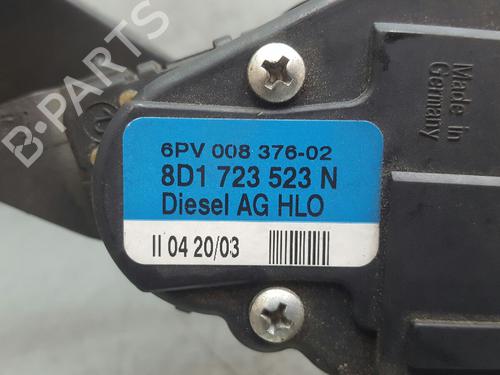 B-PARTS
Made in
Germany
6PV 008 376-02
8D1 723 523 N
Diesel AG HLO
II 04 20/03